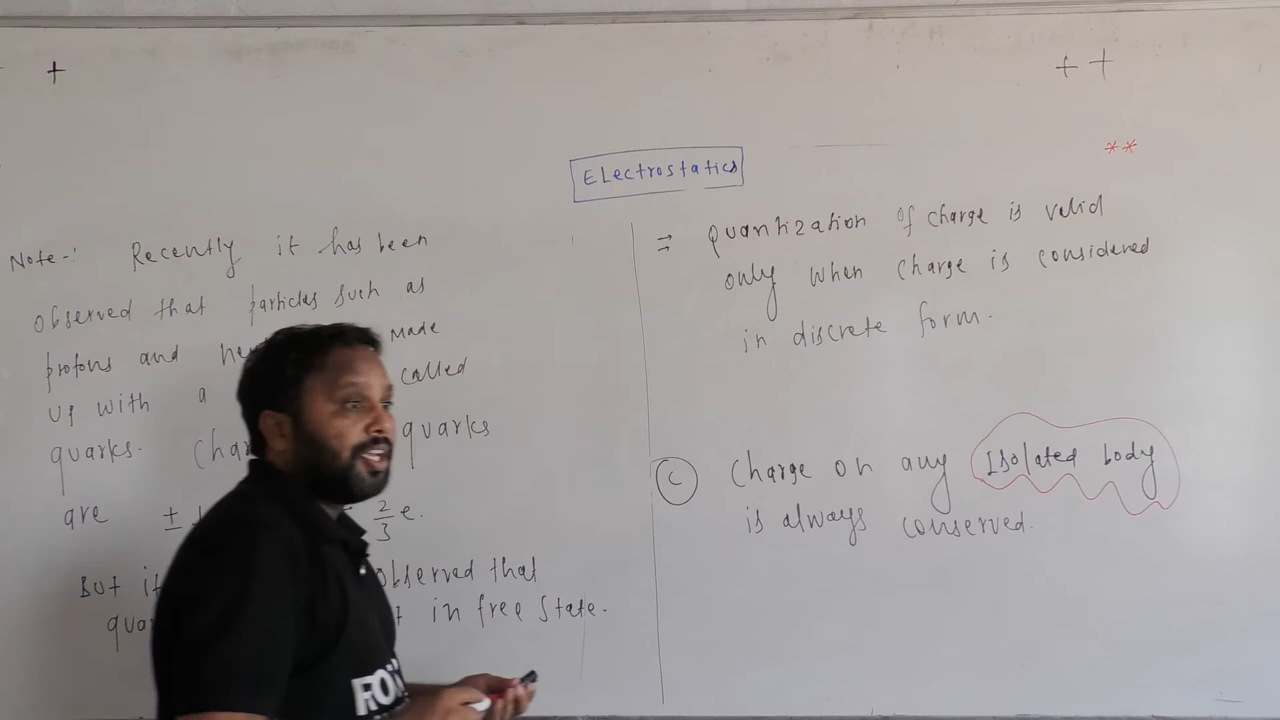 +
+ +
**
Electrostatics
Note-: Recently it has been
observed that particles such as
protons and made
up with a called
quarks. quarks
are ± 2/3 e.
But it observed that
in free state.
⇒ Quantization of charge is valid
only when charge is considered
in discrete form.
(C) Charge on any Isolated body
is always conserved.